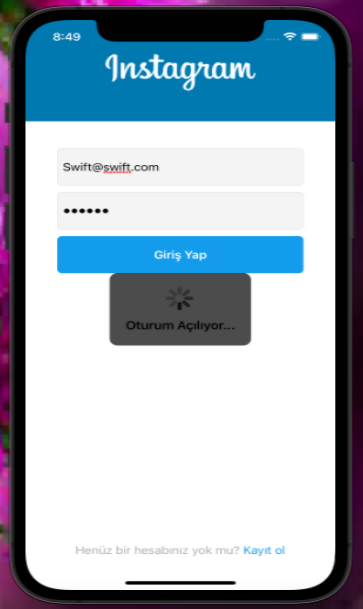 8:49
Instagram
Swift@swift.com
••••••
Giriş Yap
Oturum Açılıyor...
Henüz bir hesabınız yok mu? Kayıt ol